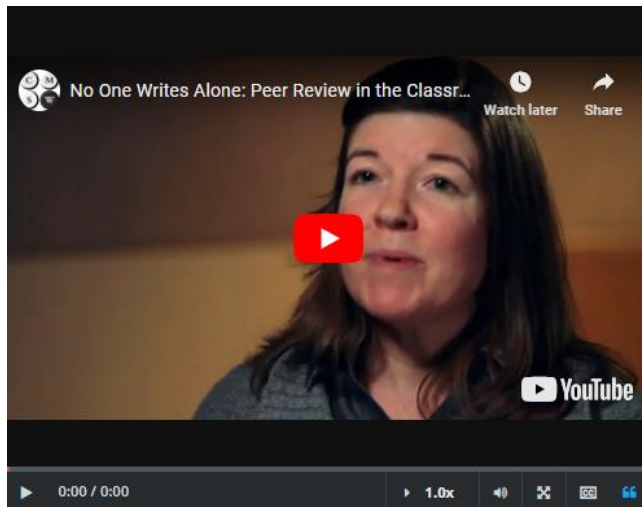 C M
S W
No One Writes Alone: Peer Review in the Classr...
Watch later
Share
YouTube
0:00 / 0:00
1.0x
CC